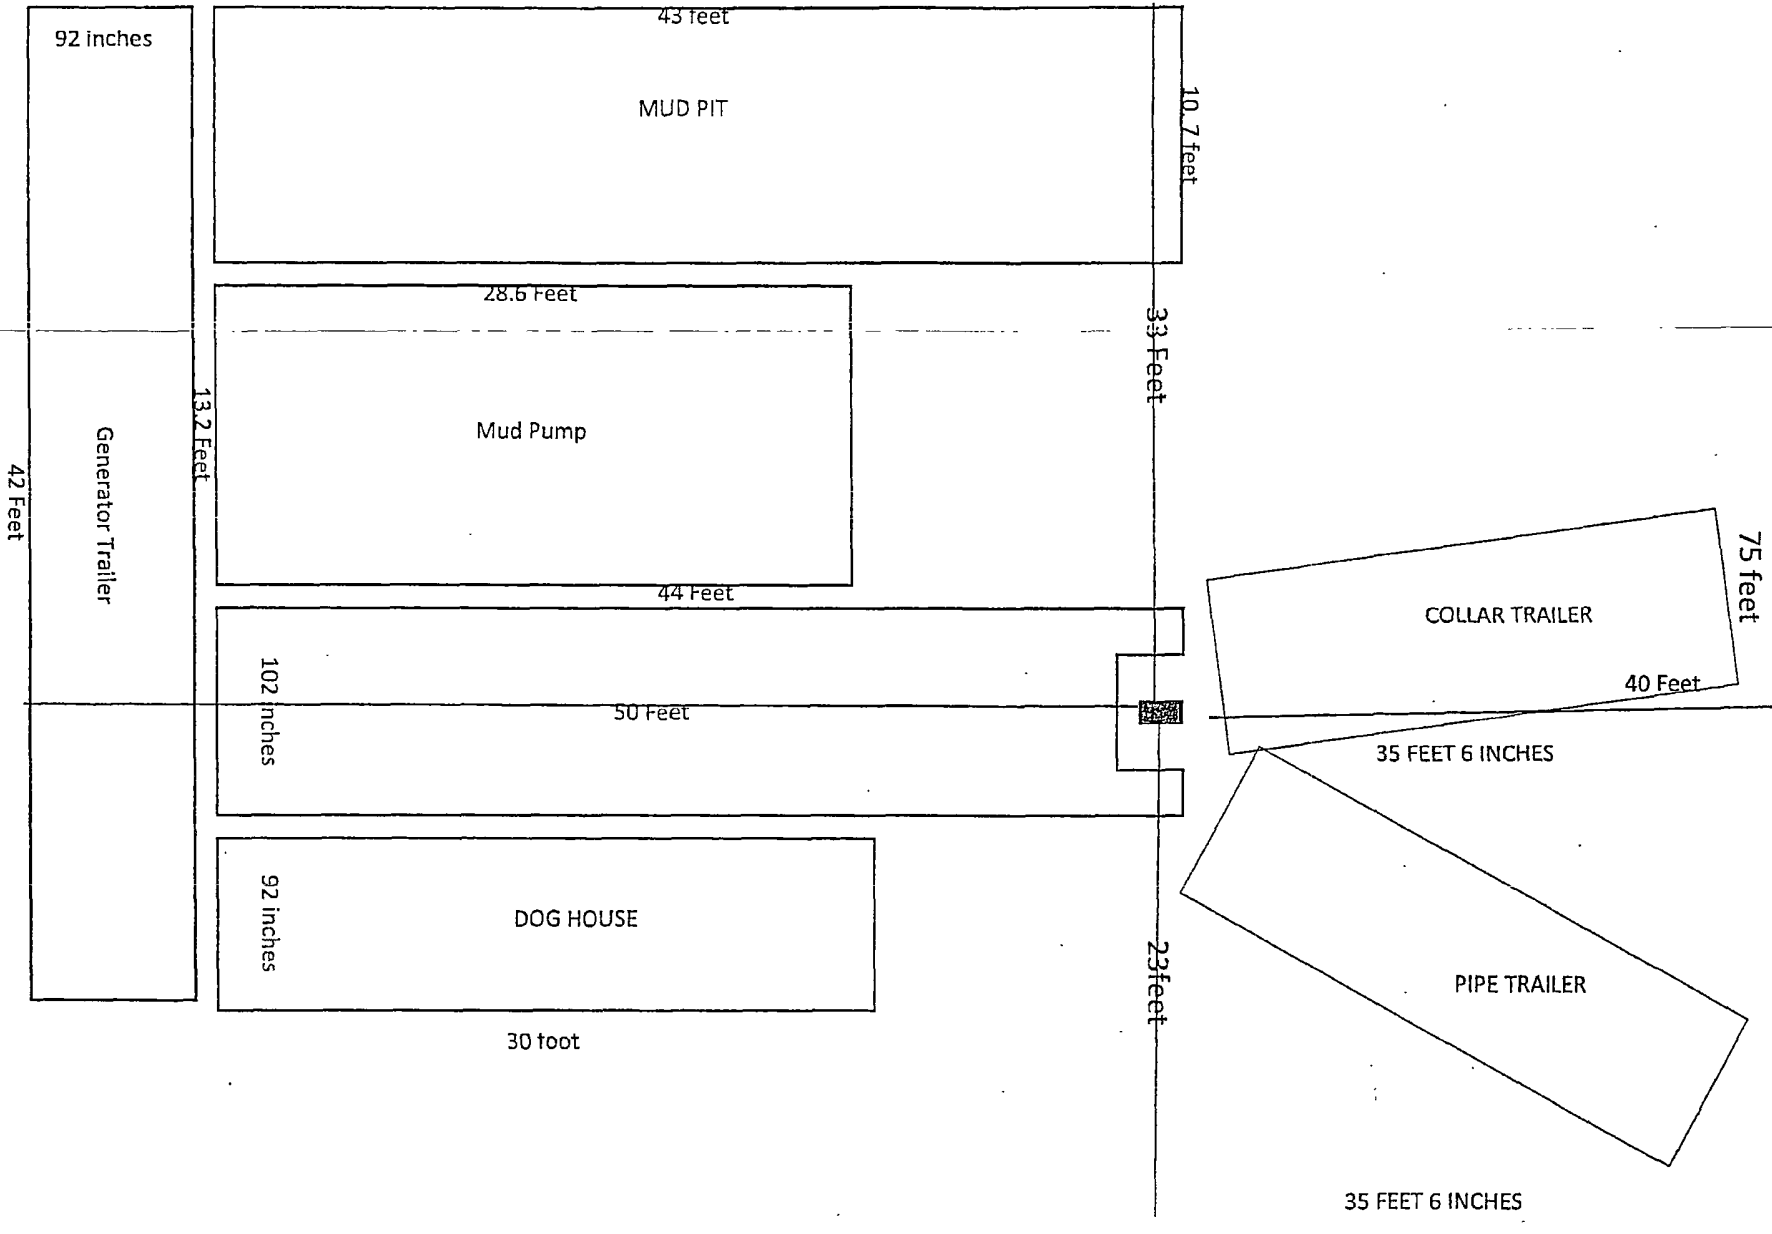 43 feet
92 inches
MUD PIT
10.7 feet
28.6 Feet
33 Feet
13.2 Feet
Mud Pump
Generator Trailer
42 Feet
75 feet
44 Feet
COLLAR TRAILER
102 inches
40 Feet
50 Feet
35 FEET 6 INCHES
92 inches
DOG HOUSE
23feet
PIPE TRAILER
30 foot
35 FEET 6 INCHES